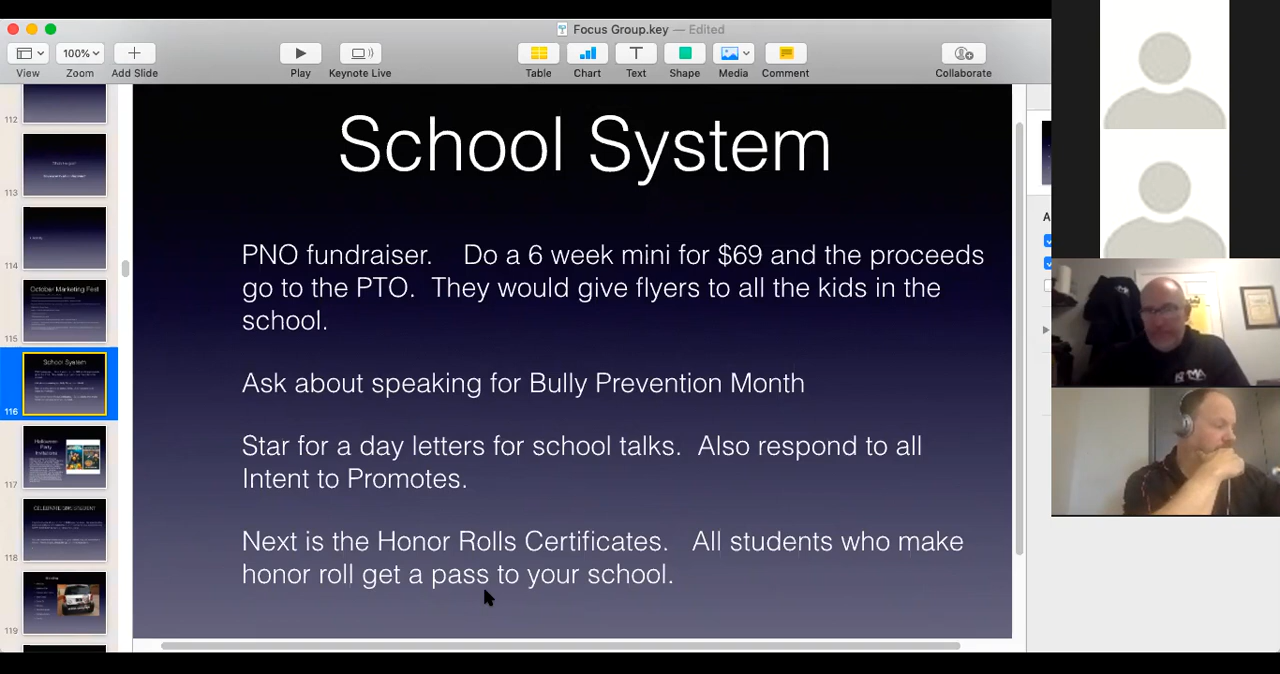 Focus Group.key — Edited
100%
View
Zoom
Add Slide
Play
Keynote Live
Table
Chart
Text
Shape
Media
Comment
Collaborate
112
113
114
October Marketing Fest
115
School System
116
Halloween
Party
Invitations
117
118
119
School System
PNO fundraiser. Do a 6 week mini for $69 and the proceeds
go to the PTO. They would give flyers to all the kids in the
school.
Ask about speaking for Bully Prevention Month
Star for a day letters for school talks. Also respond to all
Intent to Promotes.
Next is the Honor Rolls Certificates. All students who make
honor roll get a pass to your school.
A